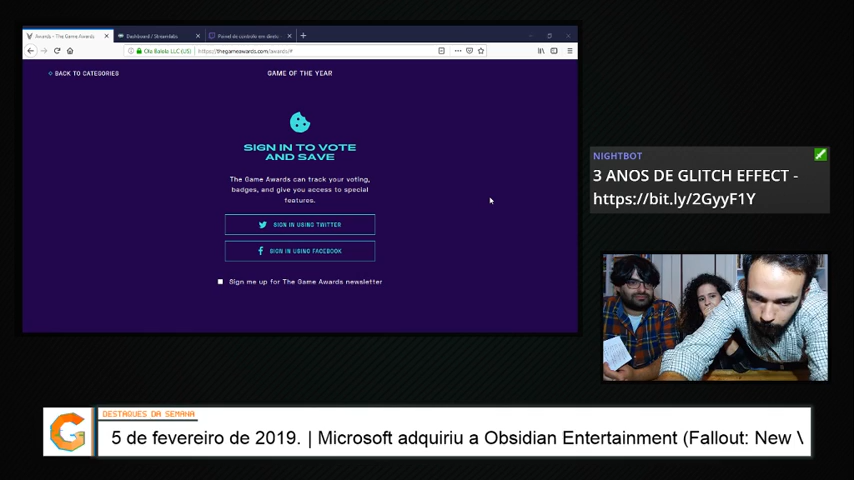 Awards - The Game Awards
Dashboard / Streamlabs
Painel de controle em direto -
Ola Balola LLC (US)
https://thegameawards.com/awards/#
BACK TO CATEGORIES
GAME OF THE YEAR
SIGN IN TO VOTE
AND SAVE
The Game Awards can track your voting,
badges, and give you access to special
features.
SIGN IN USING TWITTER
SIGN IN USING FACEBOOK
Sign me up for The Game Awards newsletter
NIGHTBOT
3 ANOS DE GLITCH EFFECT -
https://bit.ly/2GyyF1Y
DESTAQUES DA SEMANA
5 de fevereiro de 2019. | Microsoft adquiriu a Obsidian Entertainment (Fallout: New \